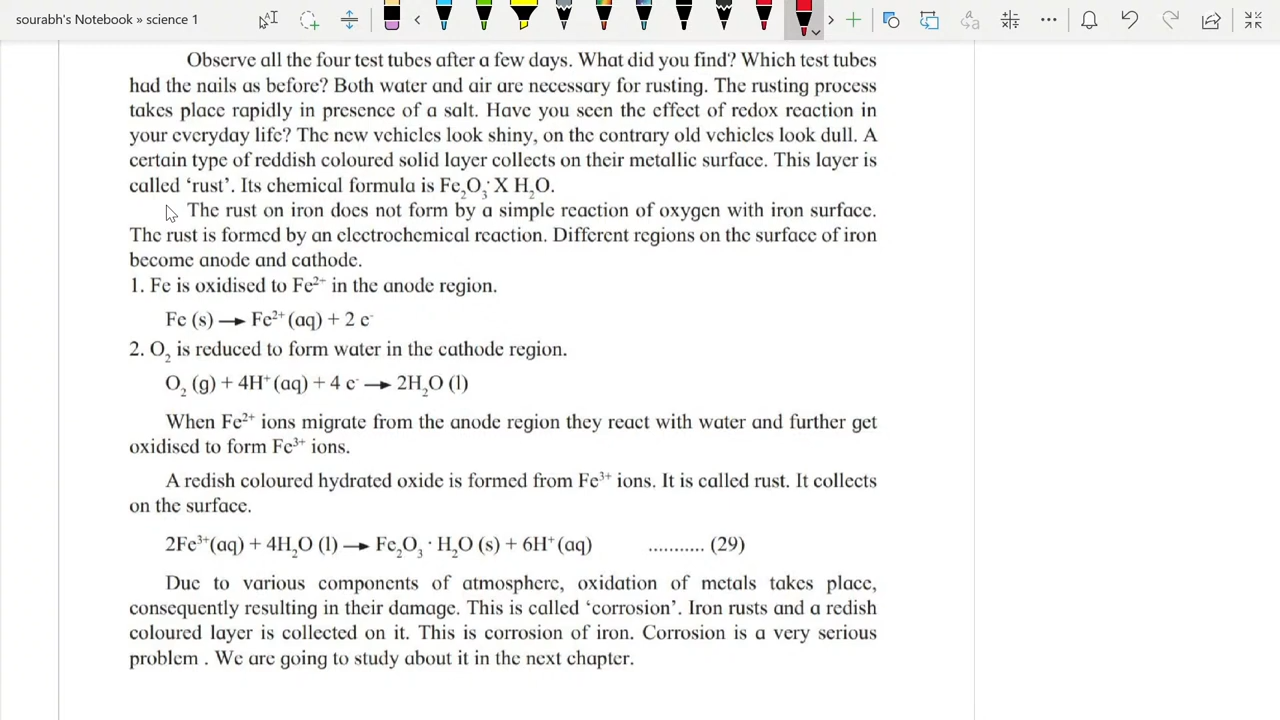 sourabh's Notebook » science 1
Observe all the four test tubes after a few days. What did you find? Which test tubes
had the nails as before? Both water and air are necessary for rusting. The rusting process
takes place rapidly in presence of a salt. Have you seen the effect of redox reaction in
your everyday life? The new vehicles look shiny, on the contrary old vehicles look dull. A
certain type of reddish coloured solid layer collects on their metallic surface. This layer is
called ‘rust’. Its chemical formula is Fe₂O₃· X H₂O.
The rust on iron does not form by a simple reaction of oxygen with iron surface.
The rust is formed by an electrochemical reaction. Different regions on the surface of iron
become anode and cathode.
1. Fe is oxidised to Fe²⁺ in the anode region.
Fe (s) → Fe²⁺ (aq) + 2 e⁻
2. O₂ is reduced to form water in the cathode region.
O₂ (g) + 4H⁺ (aq) + 4 e⁻ → 2H₂O (l)
When Fe²⁺ ions migrate from the anode region they react with water and further get
oxidised to form Fe³⁺ ions.
A redish coloured hydrated oxide is formed from Fe³⁺ ions. It is called rust. It collects
on the surface.
2Fe³⁺(aq) + 4H₂O (l) → Fe₂O₃ · H₂O (s) + 6H⁺ (aq) ........... (29)
Due to various components of atmosphere, oxidation of metals takes place,
consequently resulting in their damage. This is called ‘corrosion’. Iron rusts and a redish
coloured layer is collected on it. This is corrosion of iron. Corrosion is a very serious
problem . We are going to study about it in the next chapter.